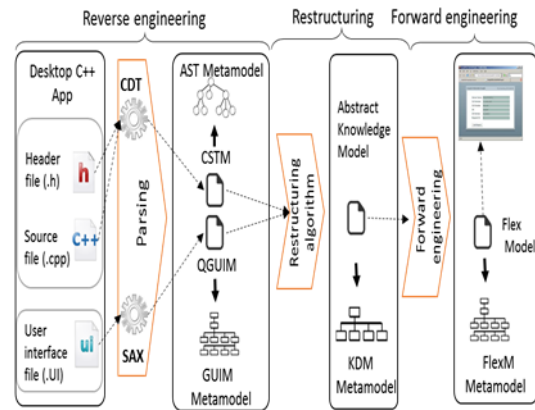 Reverse engineering
Restructuring
Forward engineering
Desktop C++
App
Header
file (.h)
h
Source
file (.cpp)
C++
User
interface
file (.UI)
ui
CDT
Parsing
SAX
AST Metamodel
CSTM
QGUIM
GUIM
Metamodel
Restructuring
algorithm
Abstract
Knowledge
Model
KDM
Metamodel
Forward
engineering
Flex
Model
FlexM
Metamodel